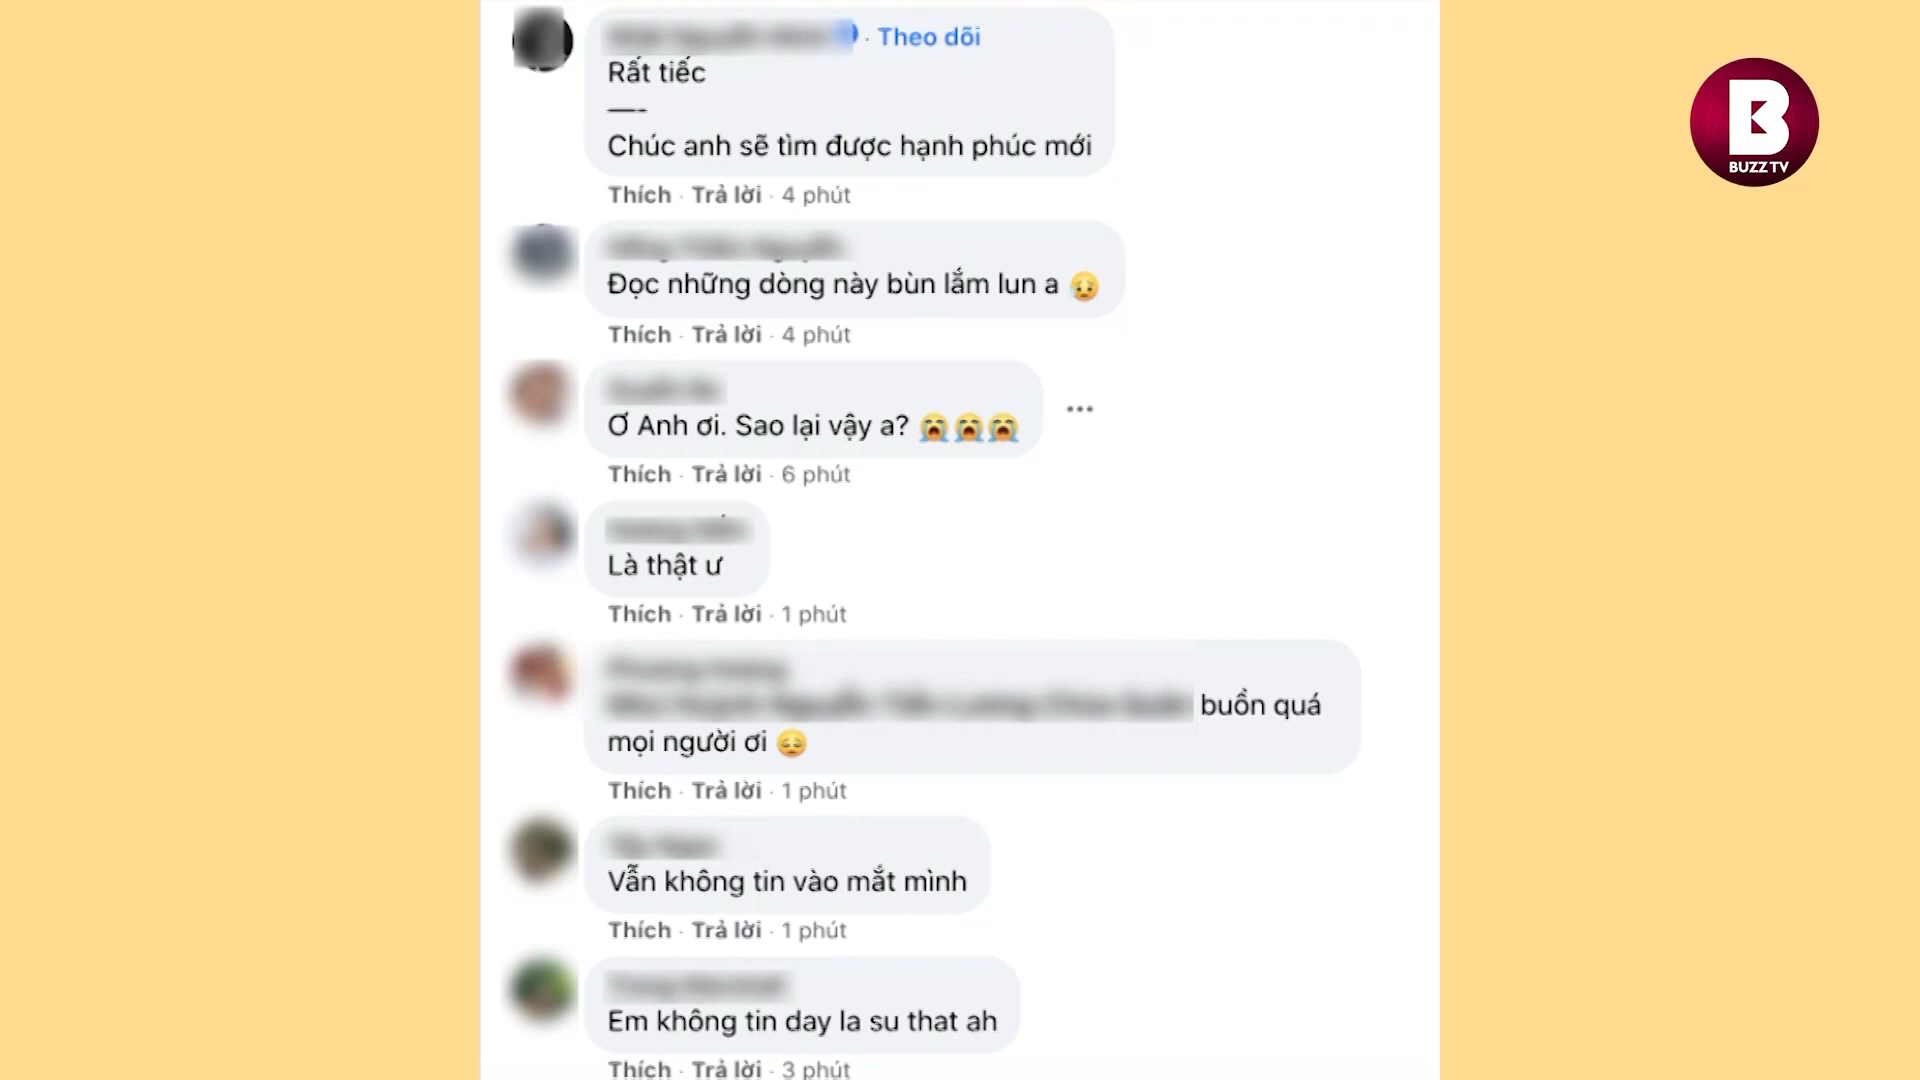 Theo dõi
Rất tiếc
—-
Chúc anh sẽ tìm được hạnh phúc mới
Thích · Trả lời · 4 phút
Đọc những dòng này bùn lắm lun a 😥
Thích · Trả lời · 4 phút
Ơ Anh ơi. Sao lại vậy a? 😭😭😭
Thích · Trả lời · 6 phút
Là thật ư
Thích · Trả lời · 1 phút
buồn quá
mọi người ơi 😔
Thích · Trả lời · 1 phút
Vẫn không tin vào mắt mình
Thích · Trả lời · 1 phút
Em không tin day la su that ah
Thích · Trả lời · 3 phút
B
BUZZ TV